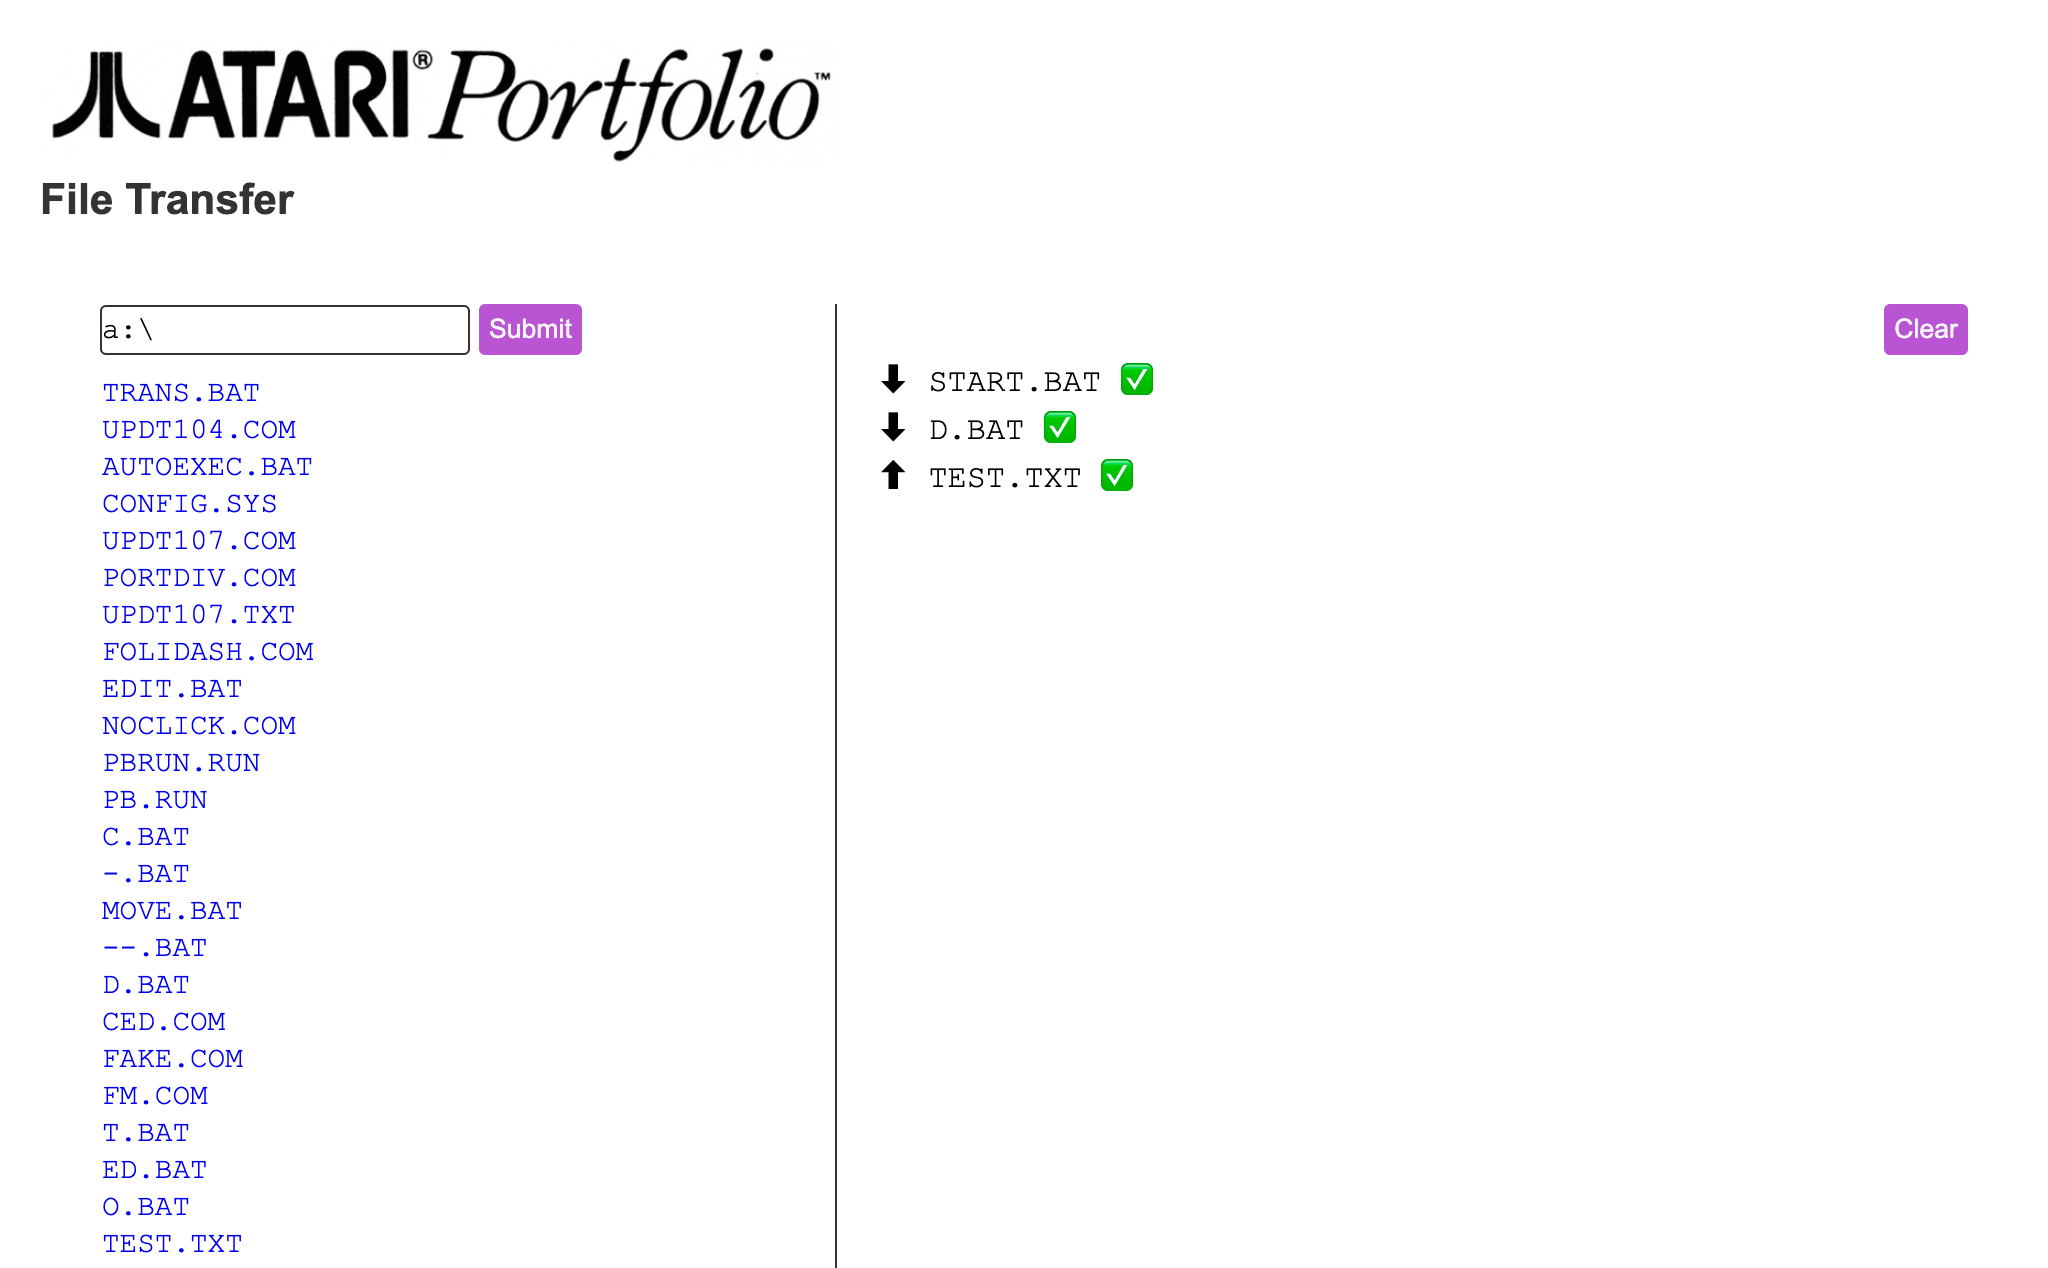 ATARI® Portfolio™
File Transfer
a:\ Submit
Clear
TRANS.BAT
UPDT104.COM
AUTOEXEC.BAT
CONFIG.SYS
UPDT107.COM
PORTDIV.COM
UPDT107.TXT
FOLIDASH.COM
EDIT.BAT
NOCLICK.COM
PBRUN.RUN
PB.RUN
C.BAT
-.BAT
MOVE.BAT
--.BAT
D.BAT
CED.COM
FAKE.COM
FM.COM
T.BAT
ED.BAT
O.BAT
TEST.TXT
⬇ START.BAT ✅
⬇ D.BAT ✅
⬆ TEST.TXT ✅